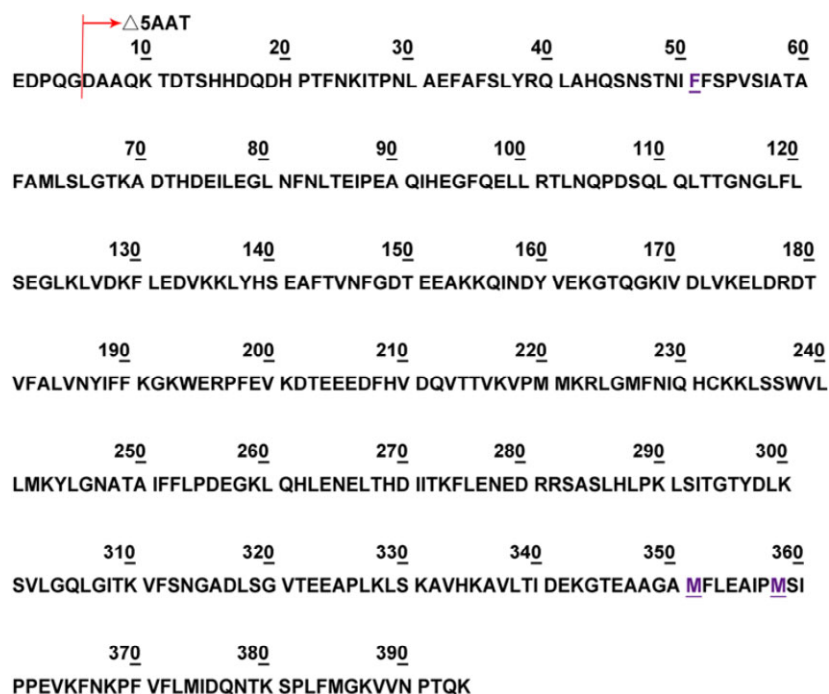 △5AAT
10 20 30 40 50 60
EDPQGDAAQK TDTSHHDQDH PTFNKITPNL AEFAFSLYRQ LAHQSNSTNI FFSPVSIATA
70 80 90 100 110 120
FAMLSLGTKA DTHDEILEGL NFNLTEIPEA QIHEGFQELL RTLNQPDSQL QLTTGNGLFL
130 140 150 160 170 180
SEGLKLVDKF LEDVKKLYHS EAFTVNFGDT EEAKKQINDY VEKGTQGKIV DLVKELDRDT
190 200 210 220 230 240
VFALVNYIFF KGKWERPFEV KDTEEEDFHV DQVTTVKVPM MKRLGMFNIQ HCKKLSSWVL
250 260 270 280 290 300
LMKYLGNATA IFFLPDEGKL QHLENELTHD IITKFLENED RRSASLHLPK LSITGTYDLK
310 320 330 340 350 360
SVLGQLGITK VFSNGADLSG VTEEAPLKLS KAVHKAVLTI DEKGTEAAGA MFLEAIPMSI
370 380 390
PPEVKFNKPF VFLMIDQNTK SPLFMGKVVN PTQK